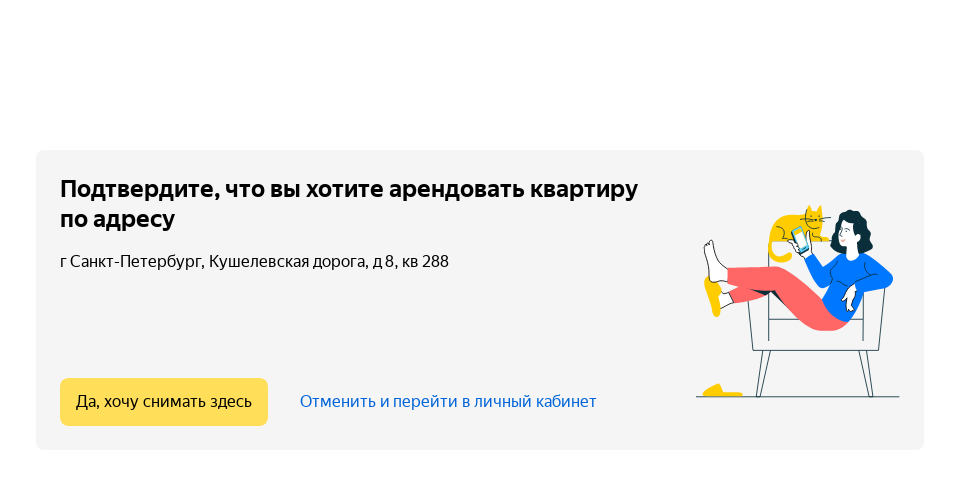 Подтвердите, что вы хотите арендовать квартиру
по адресу
г Санкт-Петербург, Кушелевская дорога, д 8, кв 288
Да, хочу снимать здесь
Отменить и перейти в личный кабинет